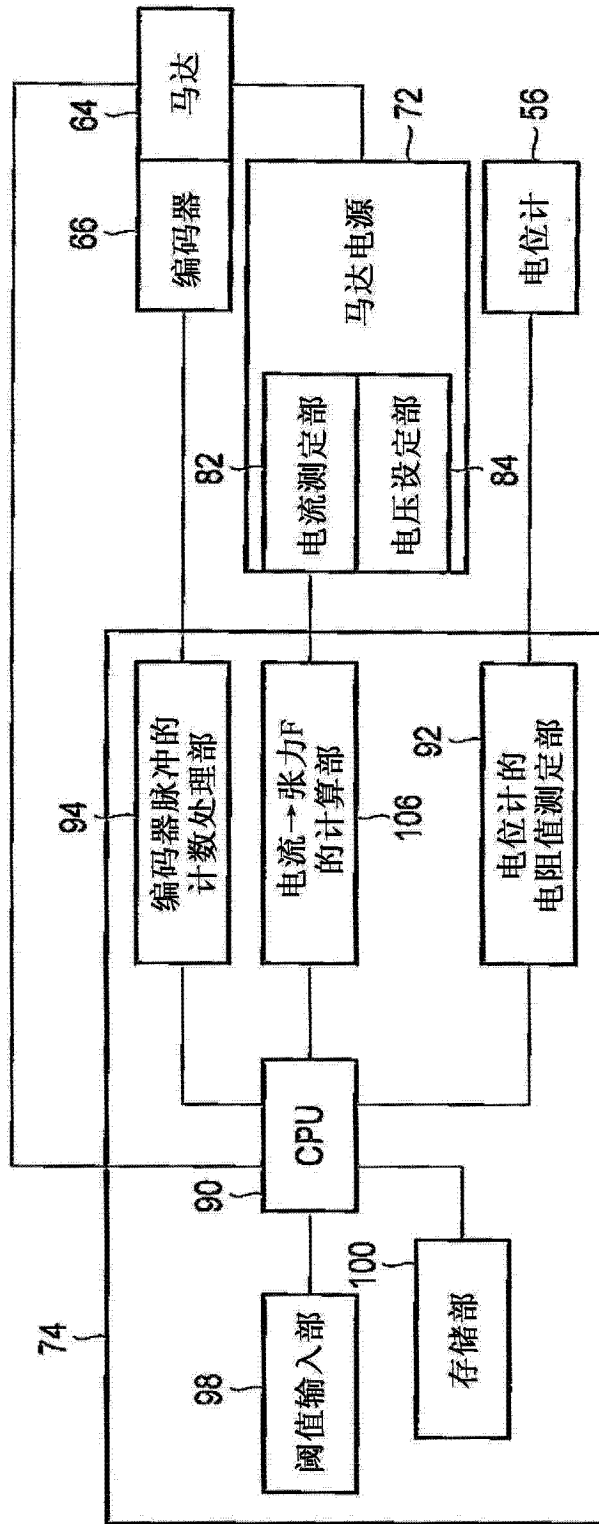 74
98
阈值输入部
90
CPU
100
存储部
94
编码器脉冲的
计数处理部
电流→张力F
的计算部
106
92
电位计的
电阻值测定部
66
编码器
64
马达
82
电流测定部
电压设定部
84
马达电源
72
电位计
56